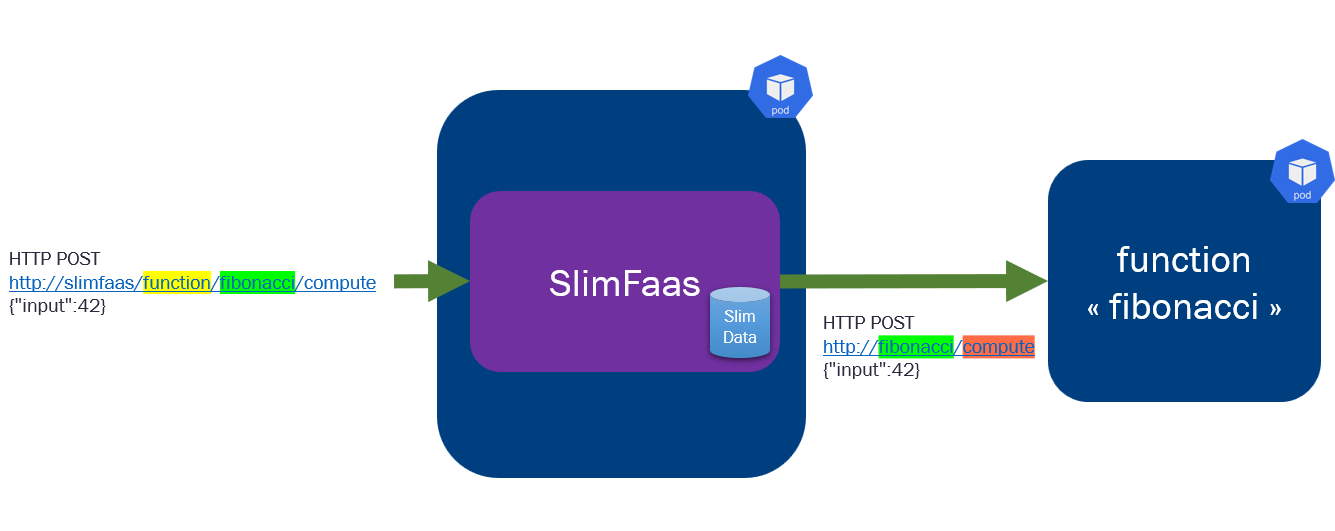 HTTP POST
http://slimfaas/function/fibonacci/compute
{"input":42}
pod
SlimFaas
Slim
Data
HTTP POST
http://fibonacci/compute
{"input":42}
pod
function
« fibonacci »